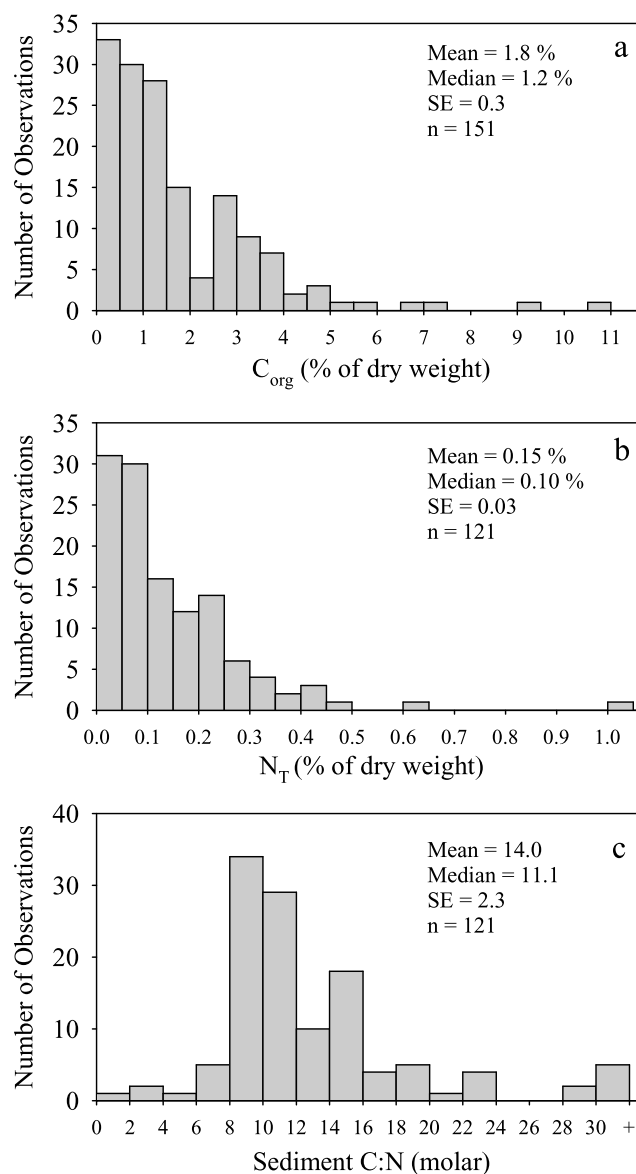 35
30
25
20
15
10
5
0
Number of Observations
a
Mean = 1.8 %
Median = 1.2 %
SE = 0.3
n = 151
0 1 2 3 4 5 6 7 8 9 10 11
C_org (% of dry weight)
35
30
25
20
15
10
5
0
Number of Observations
b
Mean = 0.15 %
Median = 0.10 %
SE = 0.03
n = 121
0.0 0.1 0.2 0.3 0.4 0.5 0.6 0.7 0.8 0.9 1.0
N_T (% of dry weight)
40
30
20
10
0
Number of Observations
c
Mean = 14.0
Median = 11.1
SE = 2.3
n = 121
0 2 4 6 8 10 12 14 16 18 20 22 24 26 28 30 +
Sediment C:N (molar)